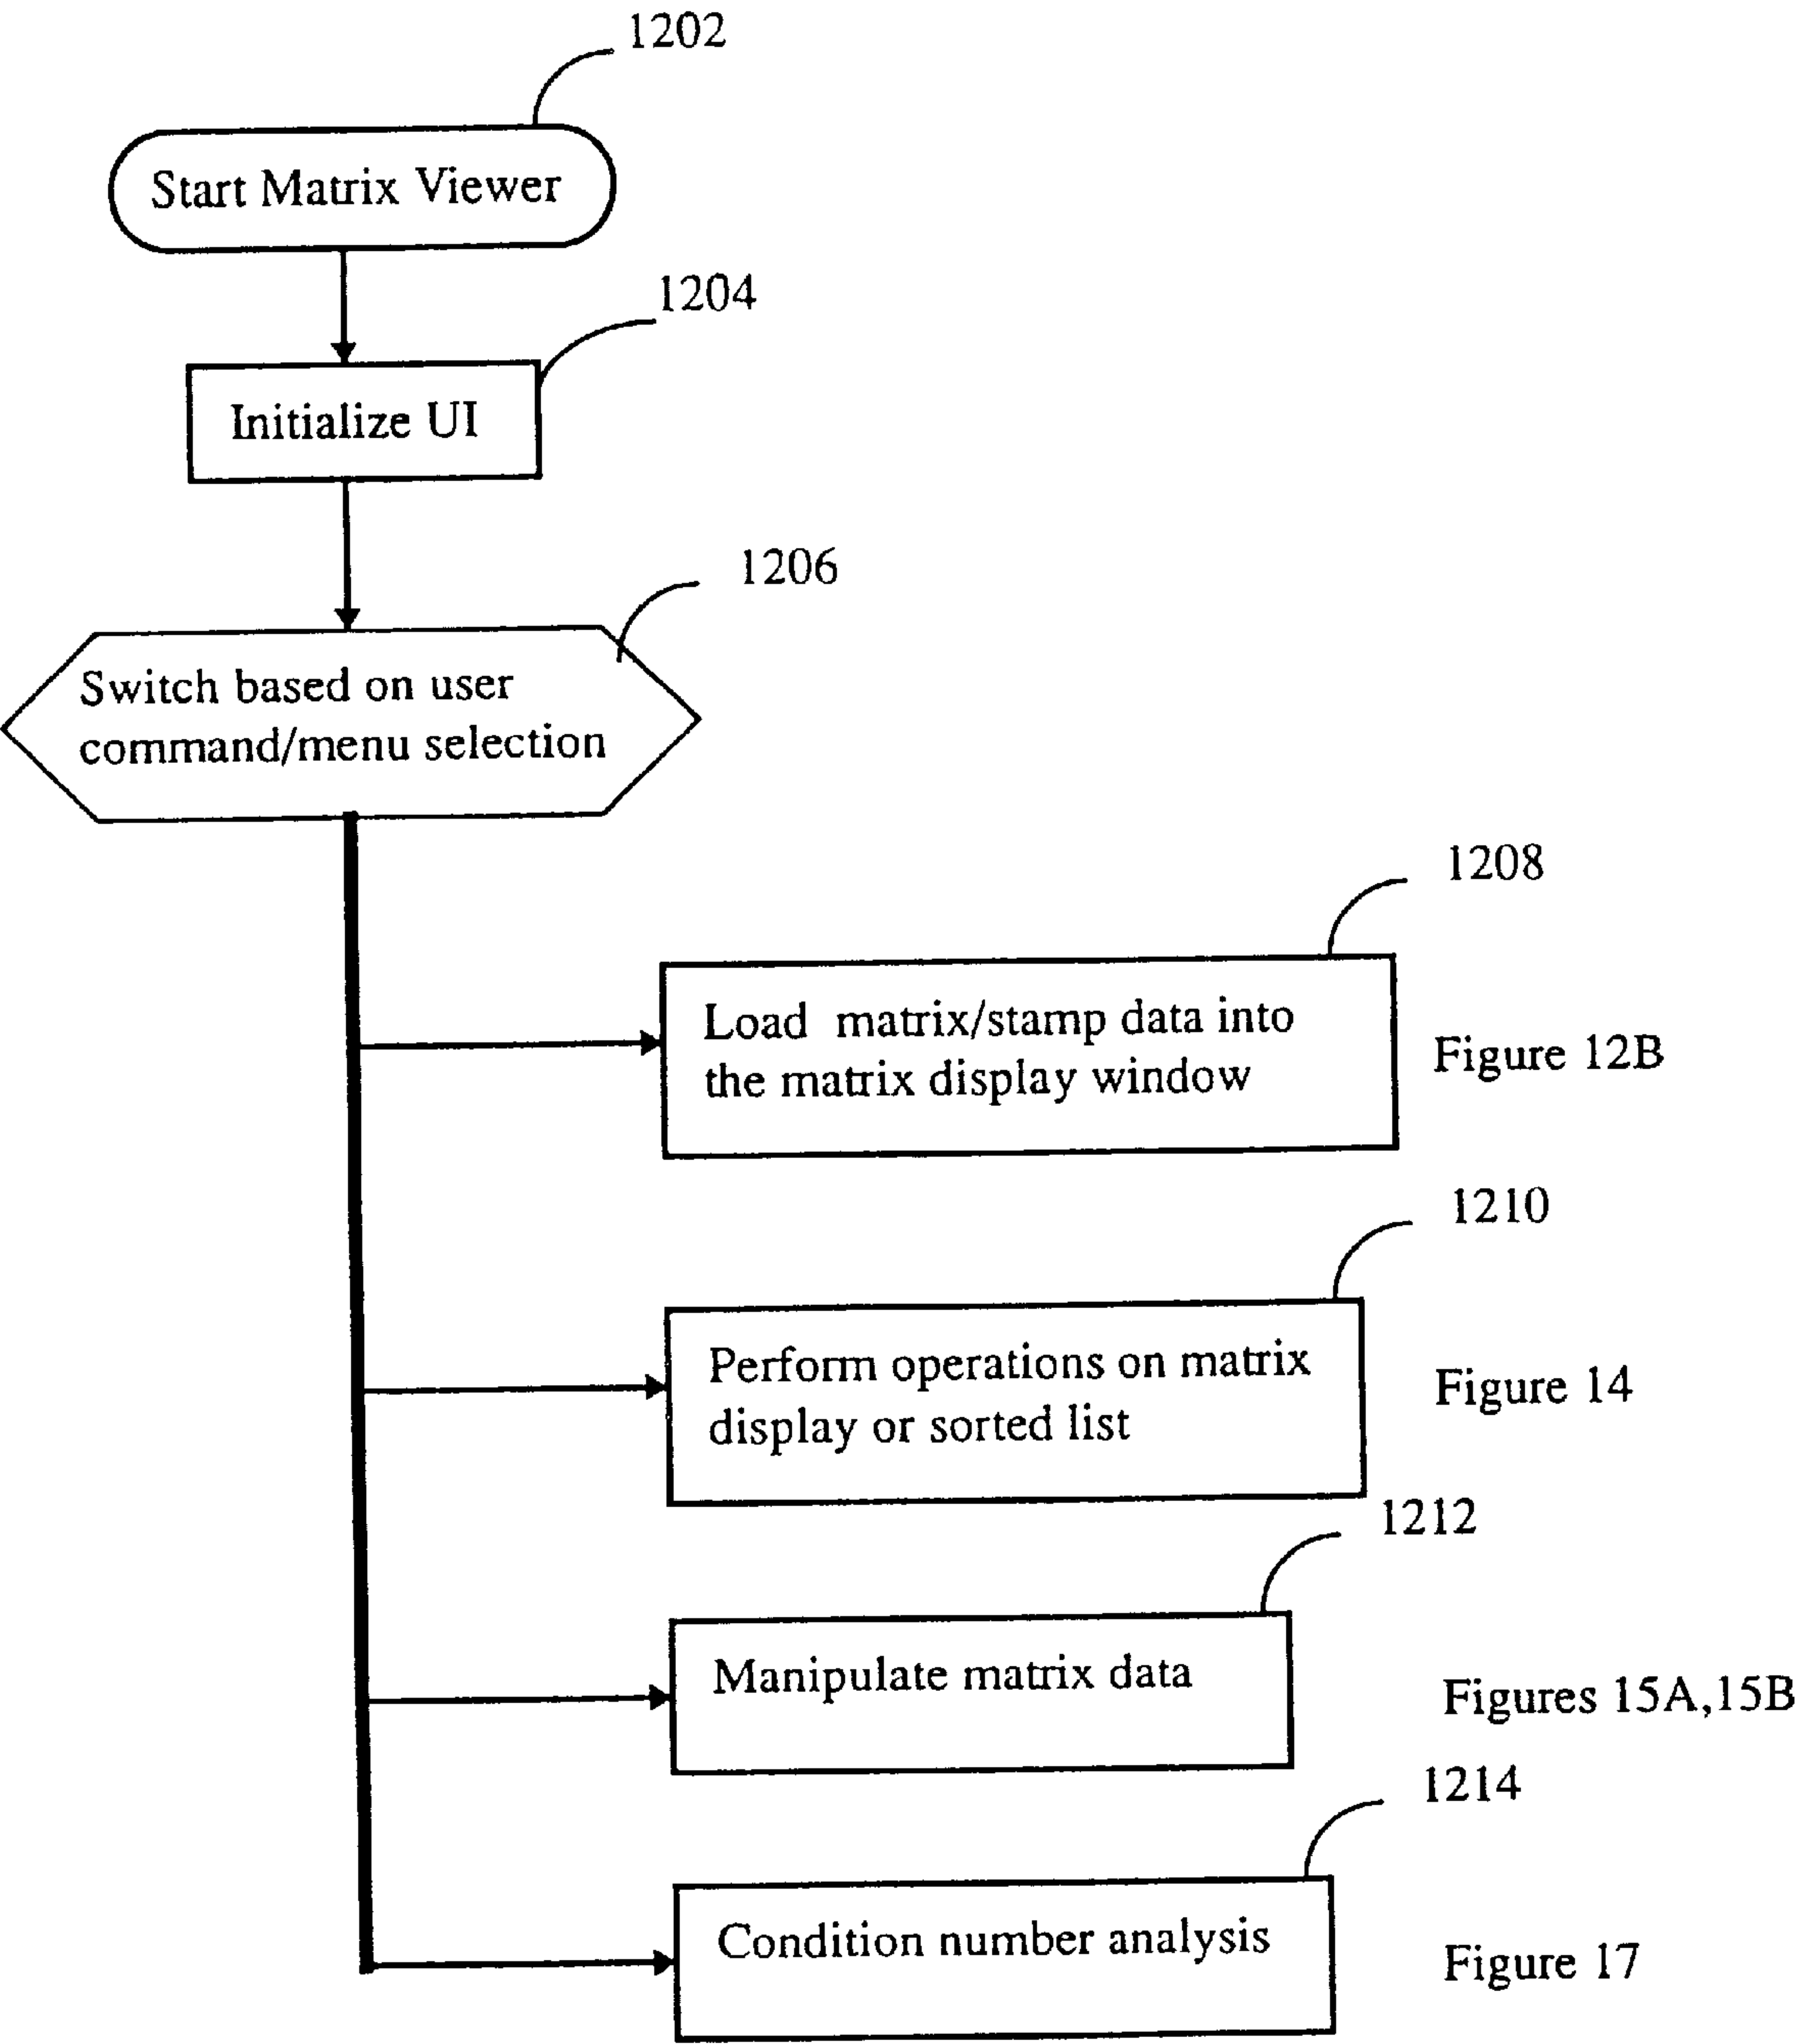 1202
Start Matrix Viewer
1204
Initialize UI
1206
Switch based on user
command/menu selection
1208
Load matrix/stamp data into
the matrix display window
Figure 12B
1210
Perform operations on matrix
display or sorted list
Figure 14
1212
Manipulate matrix data
Figures 15A,15B
1214
Condition number analysis
Figure 17